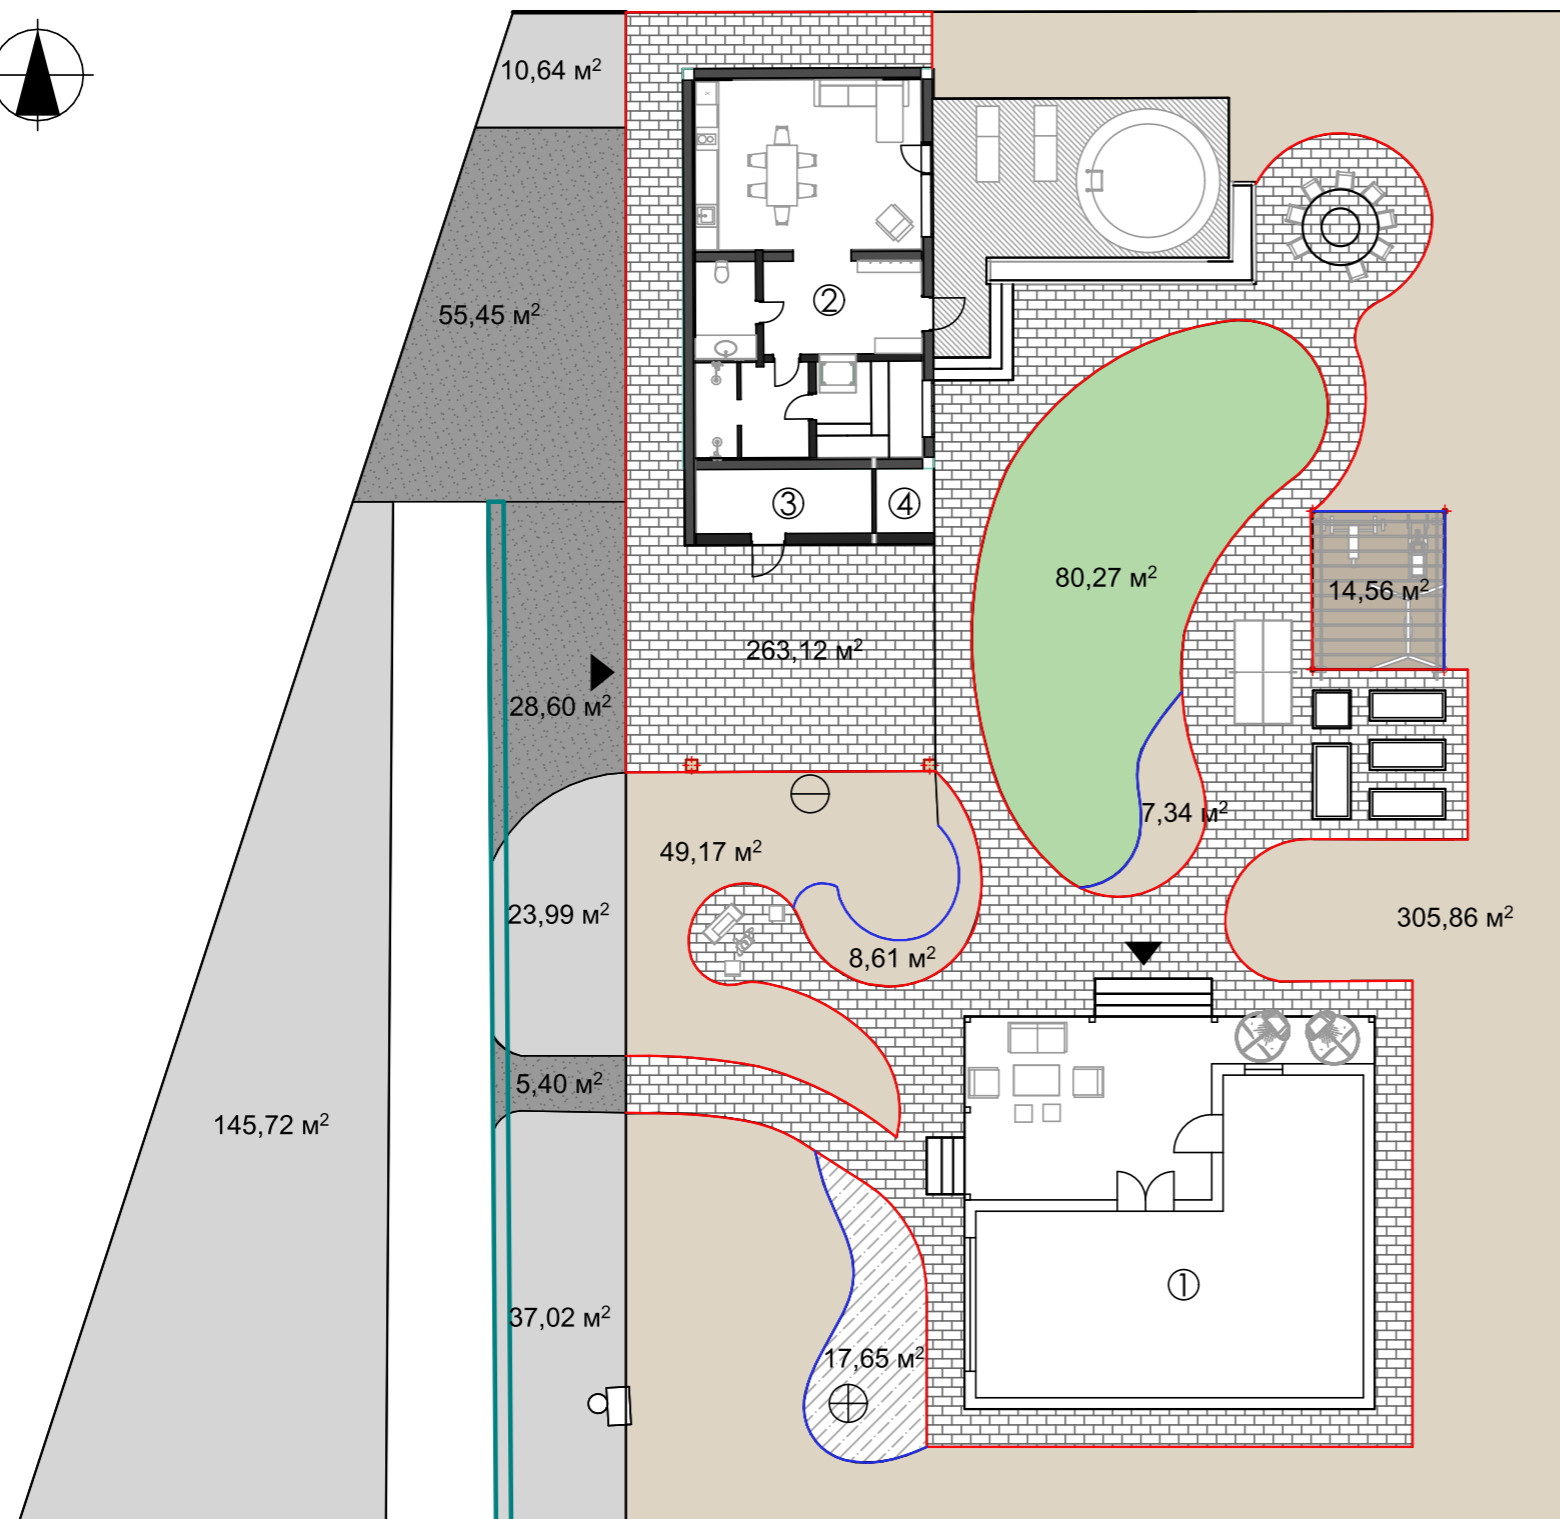 10,64 м²
55,45 м²
②
③
④
80,27 м²
14,56 м²
263,12 м²
28,60 м²
7,34 м²
49,17 м²
23,99 м²
305,86 м²
8,61 м²
5,40 м²
145,72 м²
①
37,02 м²
17,65 м²